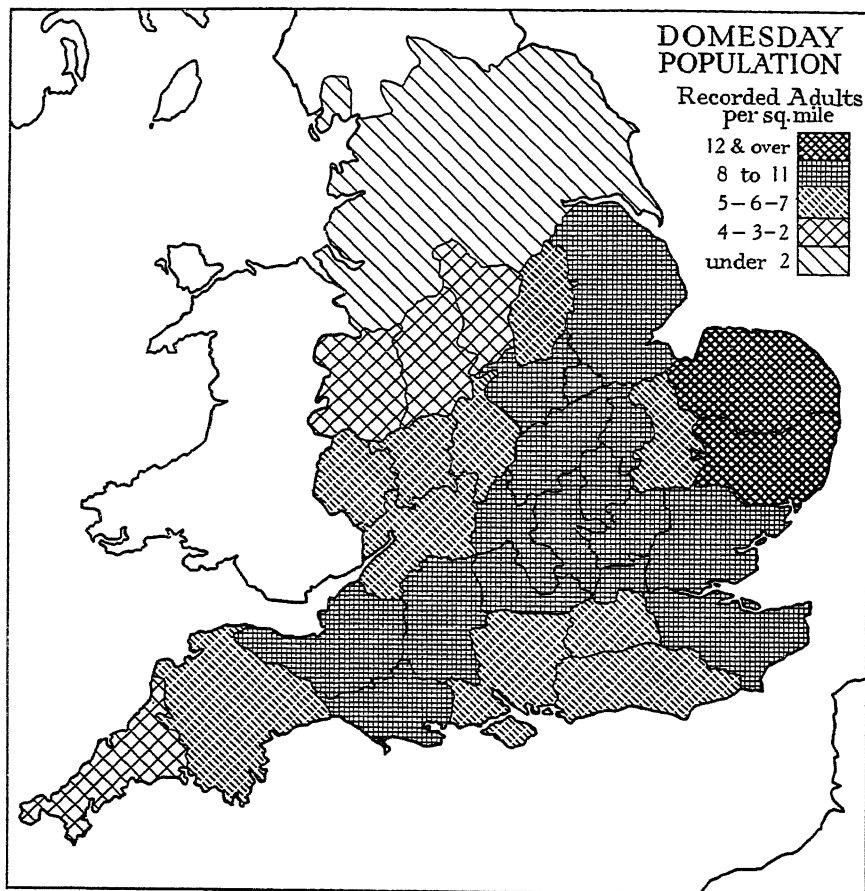 DOMESDAY
POPULATION
Recorded Adults
per sq. mile
12 & over
8 to 11
5-6-7
4-3-2
under 2